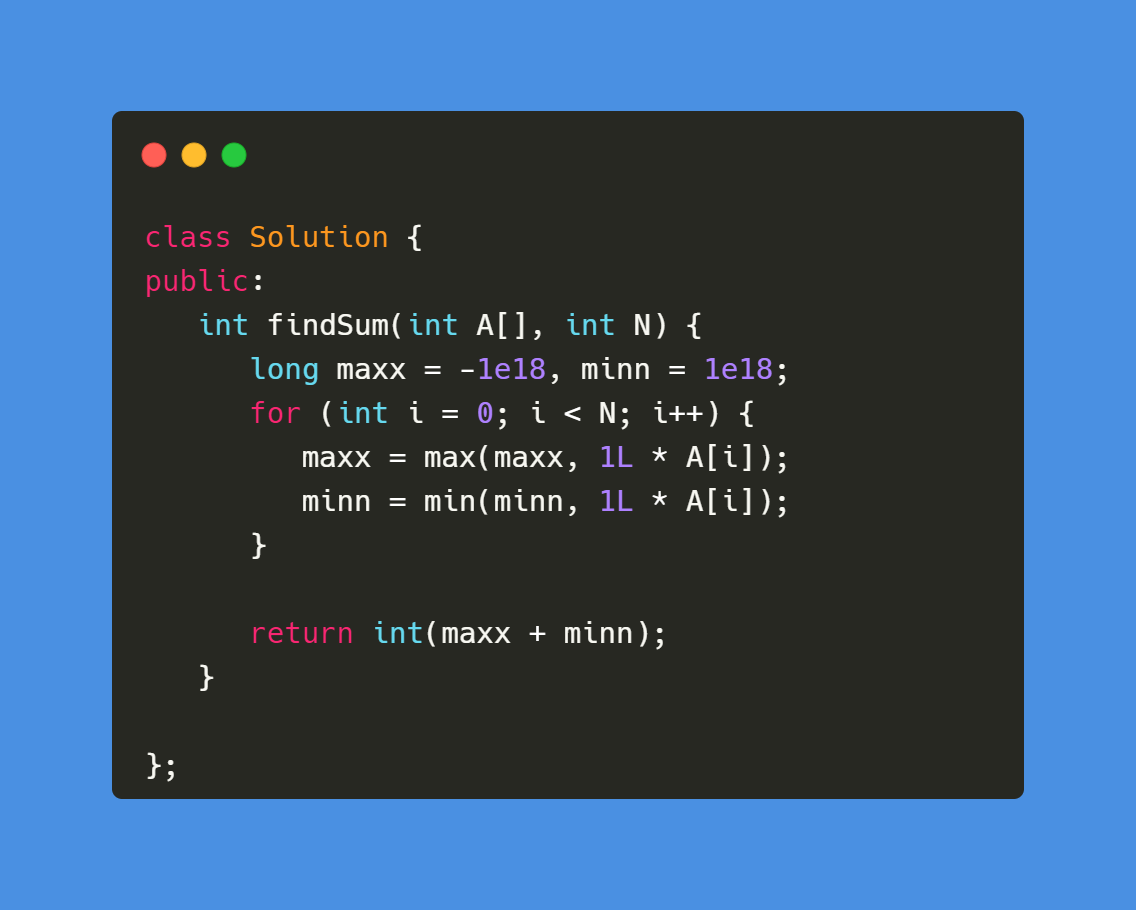 class Solution {
public:
   int findSum(int A[], int N) {
      long maxx = -1e18, minn = 1e18;
      for (int i = 0; i < N; i++) {
         maxx = max(maxx, 1L * A[i]);
         minn = min(minn, 1L * A[i]);
      }

      return int(maxx + minn);
   }

};